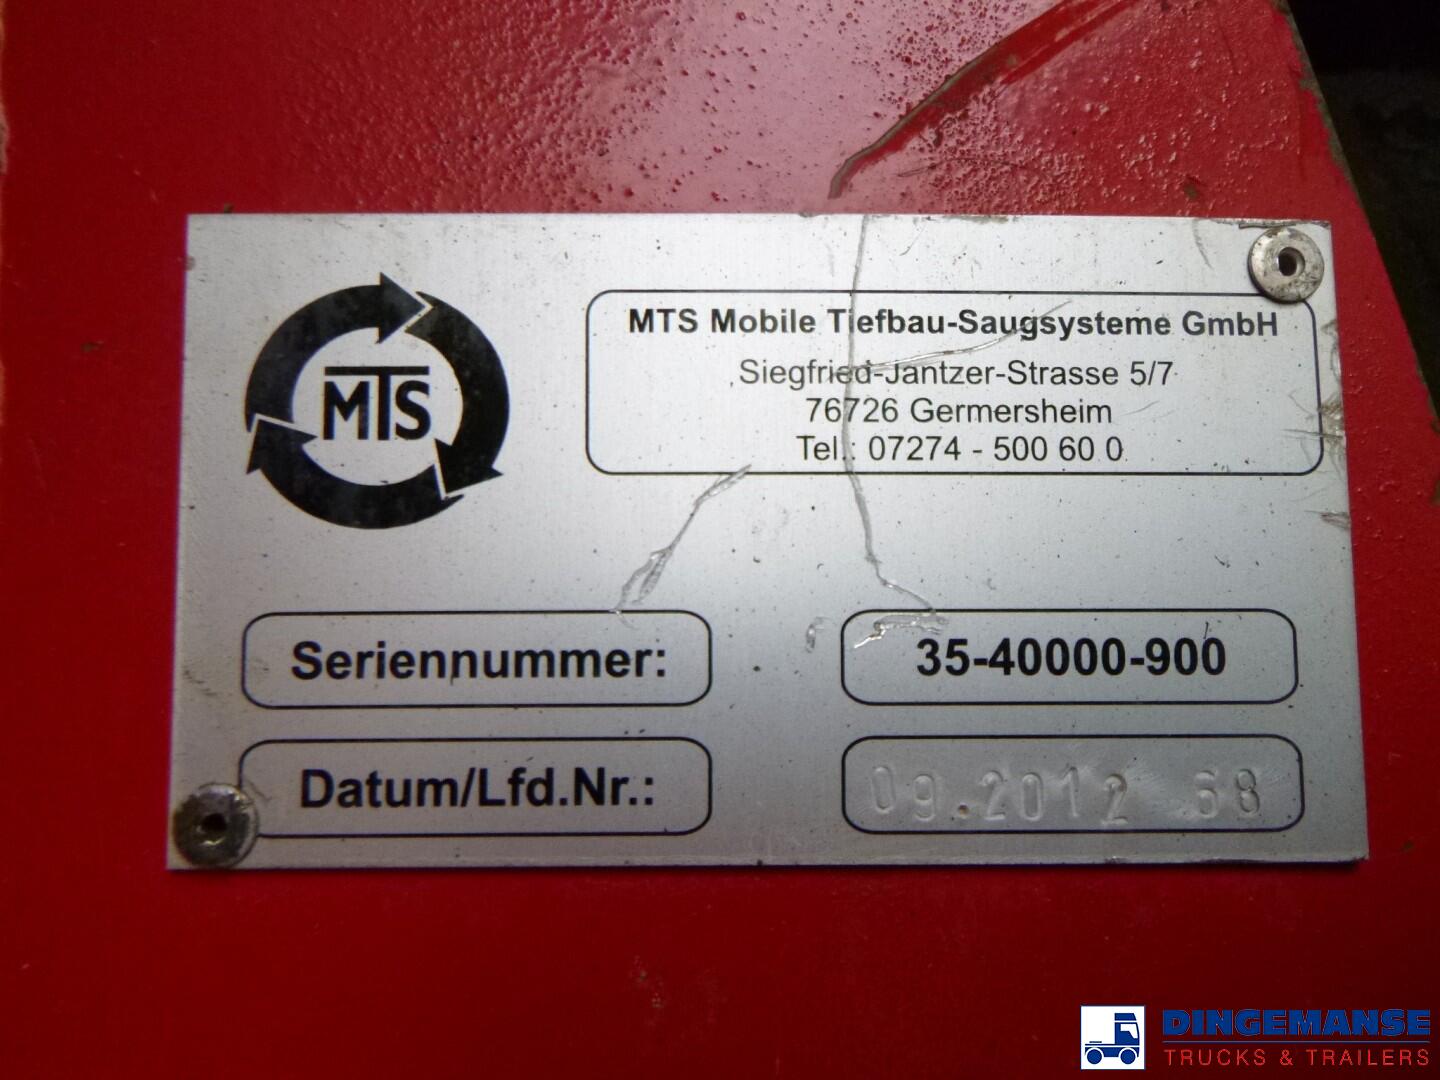 MTS
MTS Mobile Tiefbau-Saugsysteme GmbH
Siegfried-Jantzer-Strasse 5/7
76726 Germersheim
Tel.: 07274 - 500 60 0
Seriennummer:
35-40000-900
Datum/Lfd.Nr.:
09.2012 68
DINGEMANSE
TRUCKS & TRAILERS